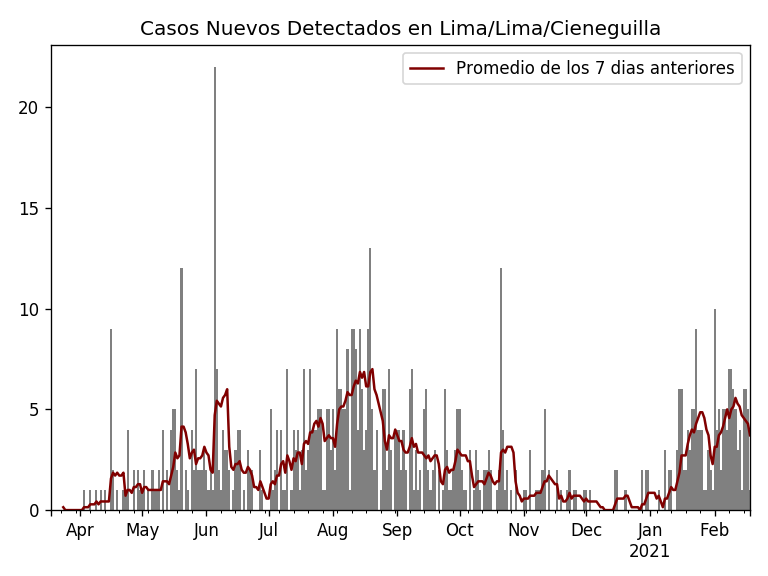 Casos Nuevos Detectados en Lima/Lima/Cieneguilla
Promedio de los 7 dias anteriores
20
15
10
5
0
Apr May Jun Jul Aug Sep Oct Nov Dec Jan Feb
2021